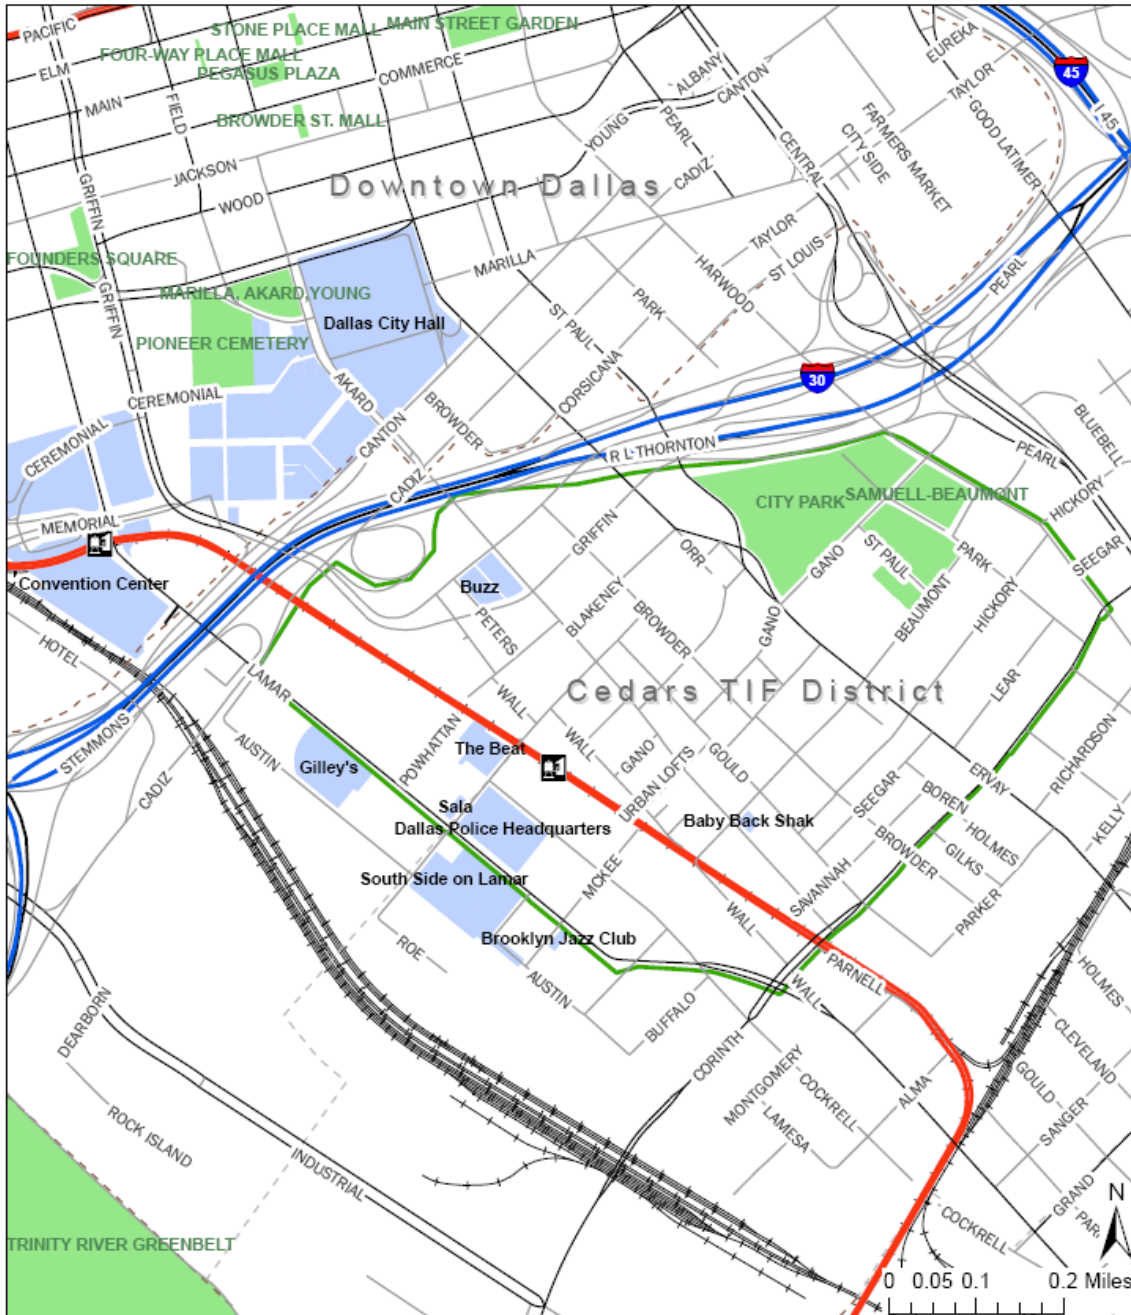 PACIFIC
STONE PLACE MALL
MAIN STREET GARDEN
FOUR-WAY PLACE MALL
ELM
PEGASUS PLAZA
COMMERCE
ALBANY
CANTON
EUREKA
TAYLOR
45
I 45
MAIN
FIELD
BROWDER ST. MALL
YOUNG
PEARL
CENTRAL
FARMERS MARKET
CITY SIDE
GOOD LATIMER
JACKSON
GRIFFIN
WOOD
Downtown Dallas
CADIZ
TAYLOR
ST LOUIS
FOUNDERS SQUARE
MARILLA
HARWOOD
PEARL
GRIFFIN
MARILLA, AKARD,YOUNG
PARK
Dallas City Hall
ST PAUL
PIONEER CEMETERY
30
CEREMONIAL
AKARD
BROWDER
CORSICANA
CEREMONIAL
CANTON
BLUEBELL
R L THORNTON
PEARL
CADIZ
CITY PARK
SAMUELL-BEAUMONT
HICKORY
MEMORIAL
GRIFFIN
ORR
GANO
ST PAUL
PARK
SEEGAR
Convention Center
Buzz
BLAKENEY
BROWDER
GANO
BEAUMONT
HICKORY
PETERS
HOTEL
LAMAR
WALL
Cedars TIF District
LEAR
STEMMONS
AUSTIN
POWHATTAN
The Beat
WALL
GANO
GOULD
RICHARDSON
Gilley's
CADIZ
URBAN LOFTS
SEEGAR
BOREN
ERVAY
Sala
Dallas Police Headquarters
Baby Back Shak
HOLMES
KELLY
BROWDER
GILKS
South Side on Lamar
MCKEE
SAVANNAH
PARKER
WALL
ROE
Brooklyn Jazz Club
PARNELL
HOLMES
AUSTIN
WALL
DEARBORN
BUFFALO
CORINTH
CLEVELAND
MONTGOMERY
COCKRELL
ALMA
GOULD
LAMESA
SANGER
ROCK ISLAND
INDUSTRIAL
GRAND
PAR
COCKRELL
N
TRINITY RIVER GREENBELT
0 0.05 0.1 0.2 Miles